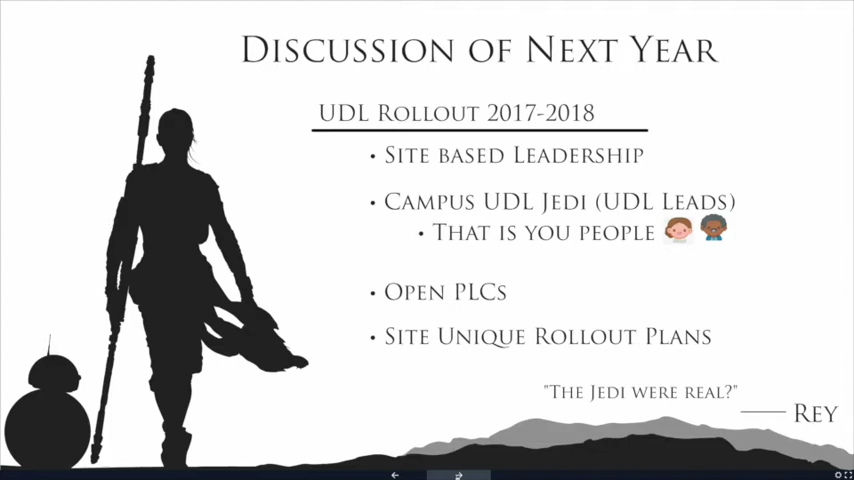 Discussion of Next Year
UDL Rollout 2017-2018
• Site based Leadership
• Campus UDL Jedi (UDL Leads)
• That is you people
• Open PLCs
• Site Unique Rollout Plans
"The Jedi were real?"
Rey